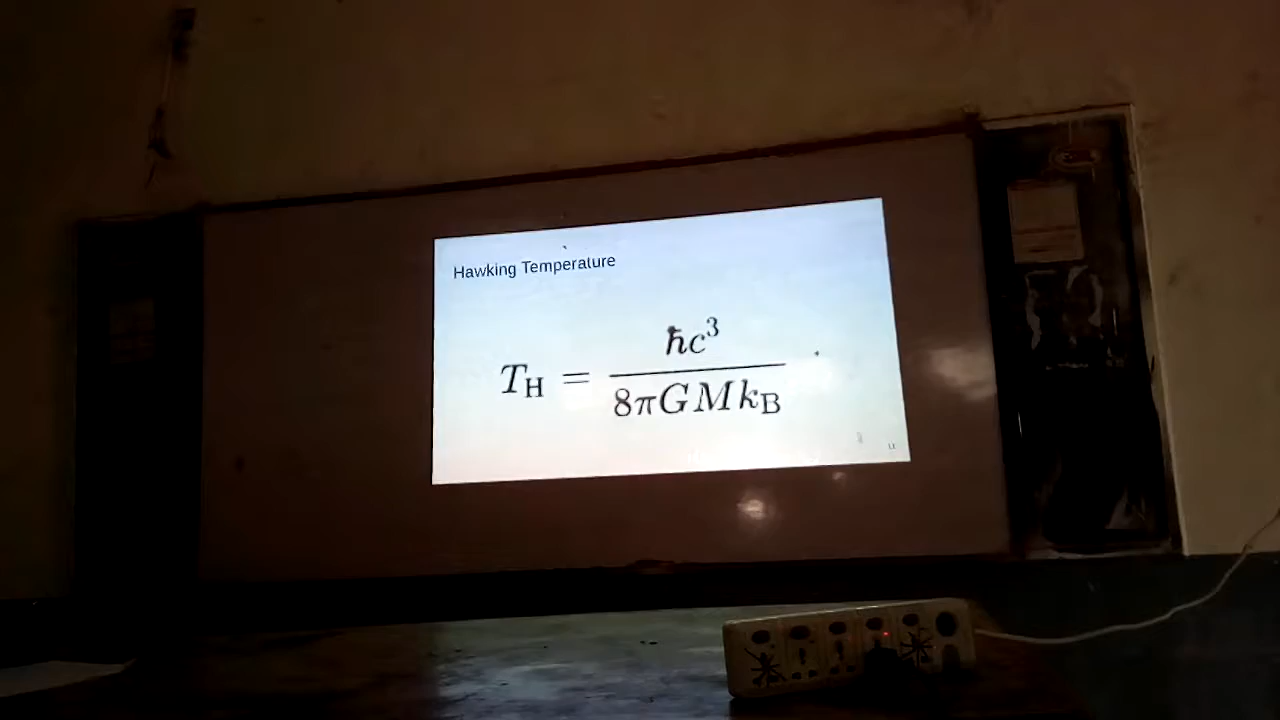 Hawking Temperature
T_H = ħc³ / 8πGMk_B